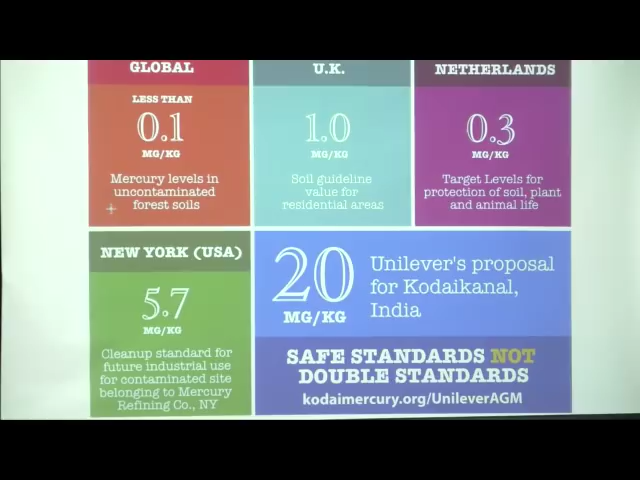 GLOBAL
LESS THAN
0.1
MG/KG
Mercury levels in
uncontaminated
forest soils
U.K.
1.0
MG/KG
Soil guideline
value for
residential areas
NETHERLANDS
0.3
MG/KG
Target Levels for
protection of soil, plant
and animal life
NEW YORK (USA)
5.7
MG/KG
Cleanup standard for
future industrial use
for contaminated site
belonging to Mercury
Refining Co., NY
20
MG/KG
Unilever's proposal
for Kodaikanal,
India
SAFE STANDARDS NOT
DOUBLE STANDARDS
kodaimercury.org/UnileverAGM